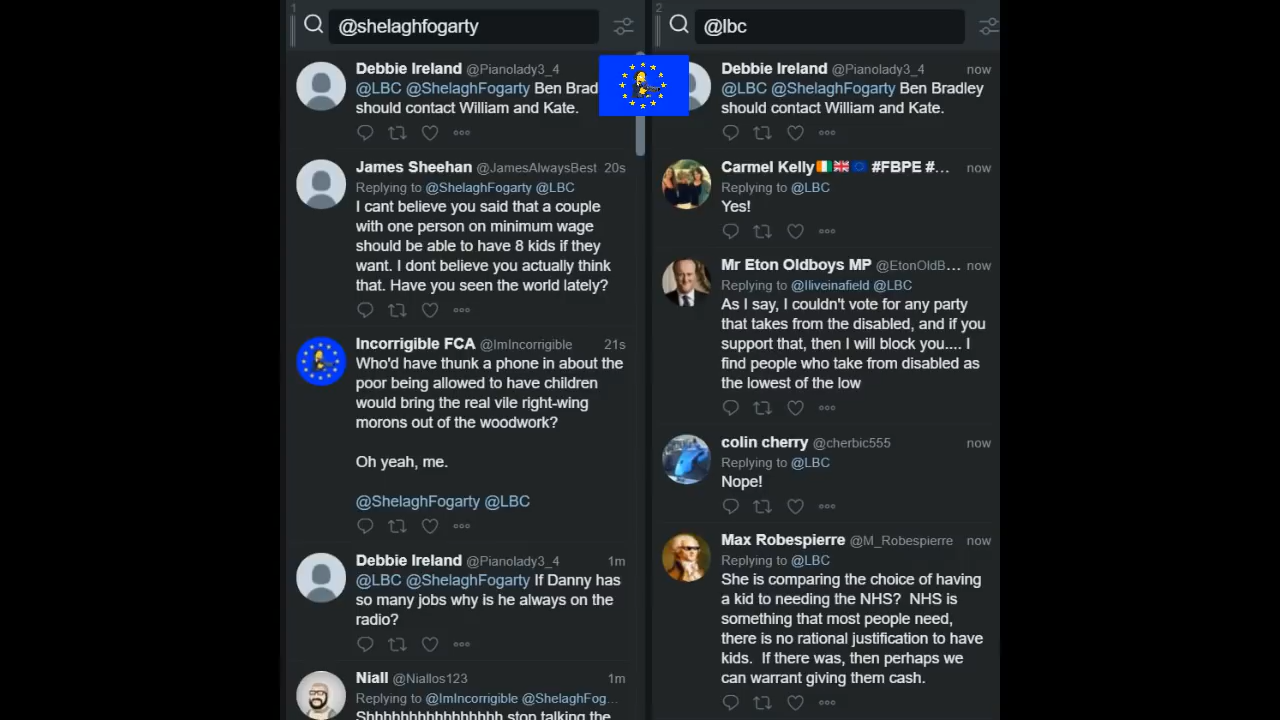 1
@shelaghfogarty
Debbie Ireland @Pianolady3_4
@LBC @ShelaghFogarty Ben Brad
should contact William and Kate.
James Sheehan @JamesAlwaysBest 20s
Replying to @ShelaghFogarty @LBC
I cant believe you said that a couple
with one person on minimum wage
should be able to have 8 kids if they
want. I dont believe you actually think
that. Have you seen the world lately?
Incorrigible FCA @ImIncorrigible 21s
Who'd have thunk a phone in about the
poor being allowed to have children
would bring the real vile right-wing
morons out of the woodwork?
Oh yeah, me.
@ShelaghFogarty @LBC
Debbie Ireland @Pianolady3_4 1m
@LBC @ShelaghFogarty If Danny has
so many jobs why is he always on the
radio?
Niall @Niallos123 1m
Replying to @ImIncorrigible @ShelaghFog...
Shhhhhhhhhhhhhhh stop talking the
2
@lbc
Debbie Ireland @Pianolady3_4 now
@LBC @ShelaghFogarty Ben Bradley
should contact William and Kate.
Carmel Kelly🇮🇪🇬🇧🇪🇺 #FBPE #... now
Replying to @LBC
Yes!
Mr Eton Oldboys MP @EtonOldB... now
Replying to @Iliveinafield @LBC
As I say, I couldn't vote for any party
that takes from the disabled, and if you
support that, then I will block you.... I
find people who take from disabled as
the lowest of the low
colin cherry @cherbic555 now
Replying to @LBC
Nope!
Max Robespierre @M_Robespierre now
Replying to @LBC
She is comparing the choice of having
a kid to needing the NHS? NHS is
something that most people need,
there is no rational justification to have
kids. If there was, then perhaps we
can warrant giving them cash.